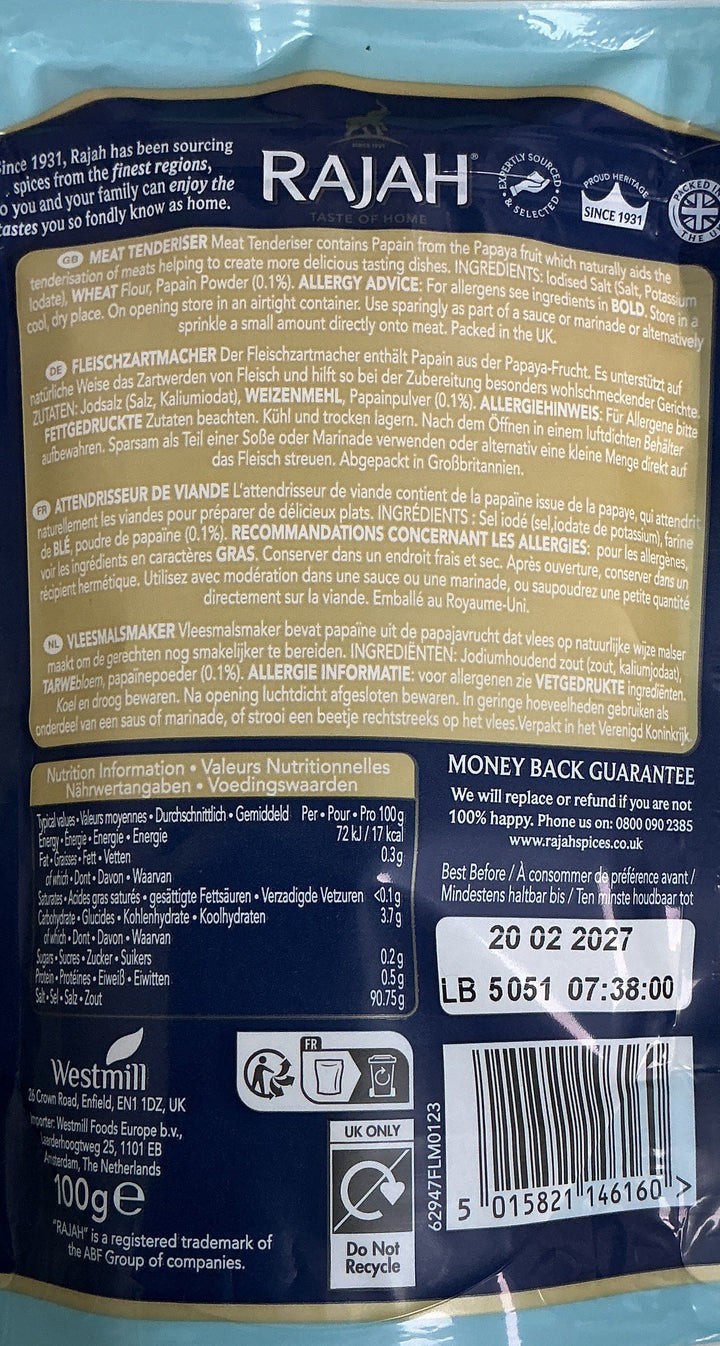 Since 1931, Rajah has been sourcing
spices from the finest regions,
so you and your family can enjoy the
tastes you so fondly know as home.
SINCE 1931
RAJAH®
TASTE OF HOME
EXPERTLY SOURCED & SELECTED
PROUD HERITAGE
SINCE 1931
PACKED
THE
GB MEAT TENDERISER Meat Tenderiser contains Papain from the Papaya fruit which naturally aids the
tenderisation of meats helping to create more delicious tasting dishes. INGREDIENTS: Iodised Salt (Salt, Potassium
Iodate), WHEAT Flour, Papain Powder (0.1%). ALLERGY ADVICE: For allergens see ingredients in BOLD. Store in a
cool, dry place. On opening store in an airtight container. Use sparingly as part of a sauce or marinade or alternatively
sprinkle a small amount directly onto meat. Packed in the UK.
DE FLEISCHZARTMACHER Der Fleischzartmacher enthält Papain aus der Papaya-Frucht. Es unterstützt auf
natürliche Weise das Zartwerden von Fleisch und hilft so bei der Zubereitung besonders wohlschmeckender Gerichte.
ZUTATEN: Jodsalz (Salz, Kaliumiodat), WEIZENMEHL, Papainpulver (0.1%). ALLERGIEHINWEIS: Für Allergene bitte
FETTGEDRUCKTE Zutaten beachten. Kühl und trocken lagern. Nach dem Öffnen in einem luftdichten Behälter
aufbewahren. Sparsam als Teil einer Soße oder Marinade verwenden oder alternativ eine kleine Menge direkt auf
das Fleisch streuen. Abgepackt in Großbritannien.
FR ATTENDRISSEUR DE VIANDE L'attendrisseur de viande contient de la papaïne issue de la papaye, qui attendrit
naturellement les viandes pour préparer de délicieux plats. INGRÉDIENTS : Sel iodé (sel,iodate de potassium), farine
de BLÉ, poudre de papaïne (0.1%). RECOMMANDATIONS CONCERNANT LES ALLERGIES: pour les allergènes,
voir les ingrédients en caractères GRAS. Conserver dans un endroit frais et sec. Après ouverture, conserver dans un
récipient hermétique. Utilisez avec modération dans une sauce ou une marinade, ou saupoudrez une petite quantité
directement sur la viande. Emballé au Royaume-Uni.
NL VLEESMALSMAKER Vleesmalsmaker bevat papaïne uit de papajavrucht dat vlees op natuurlijke wijze malser
maakt om de gerechten nog smakelijker te bereiden. INGREDIËNTEN: Jodiumhoudend zout (zout, kaliumjodaat),
TARWEbloem, papaïnepoeder (0.1%). ALLERGIE INFORMATIE: voor allergenen zie VETGEDRUKTE ingrediënten.
Koel en droog bewaren. Na opening luchtdicht afgesloten bewaren. In geringe hoeveelheden gebruiken als
onderdeel van een saus of marinade, of strooi een beetje rechtstreeks op het vlees.Verpakt in het Verenigd Koninkrijk.
Nutrition Information • Valeurs Nutritionnelles
Nährwertangaben • Voedingswaarden
Typical values • Valeurs moyennes • Durchschnittlich • Gemiddeld Per • Pour • Pro 100 g
Energy • Énergie • Energie • Energie 72 kJ / 17 kcal
Fat • Graisses • Fett • Vetten 0.3 g
of which • Dont • Davon • Waarvan
Saturates • Acides gras saturés • gesättigte Fettsäuren • Verzadigde Vetzuren <0.1 g
Carbohydrate • Glucides • Kohlenhydrate • Koolhydraten 3.7 g
of which • Dont • Davon • Waarvan
Sugars • Sucres • Zucker • Suikers 0.2 g
Protein • Protéines • Eiweiß • Eiwitten 0.5 g
Salt • Sel • Salz • Zout 90.75 g
MONEY BACK GUARANTEE
We will replace or refund if you are not
100% happy. Phone us on: 0800 090 2385
www.rajahspices.co.uk
Best Before / À consommer de préférence avant /
Mindestens haltbar bis / Ten minste houdbaar tot
20 02 2027
LB 5051 07:38:00
Westmill
26 Crown Road, Enfield, EN1 1DZ, UK
Importer: Westmill Foods Europe b.v.,
Laarderhoogtweg 25, 1101 EB
Amsterdam, The Netherlands
100g e
"RAJAH" is a registered trademark of
the ABF Group of companies.
FR
UK ONLY
Do Not
Recycle
62947FLM0123
5 015821 146160 >